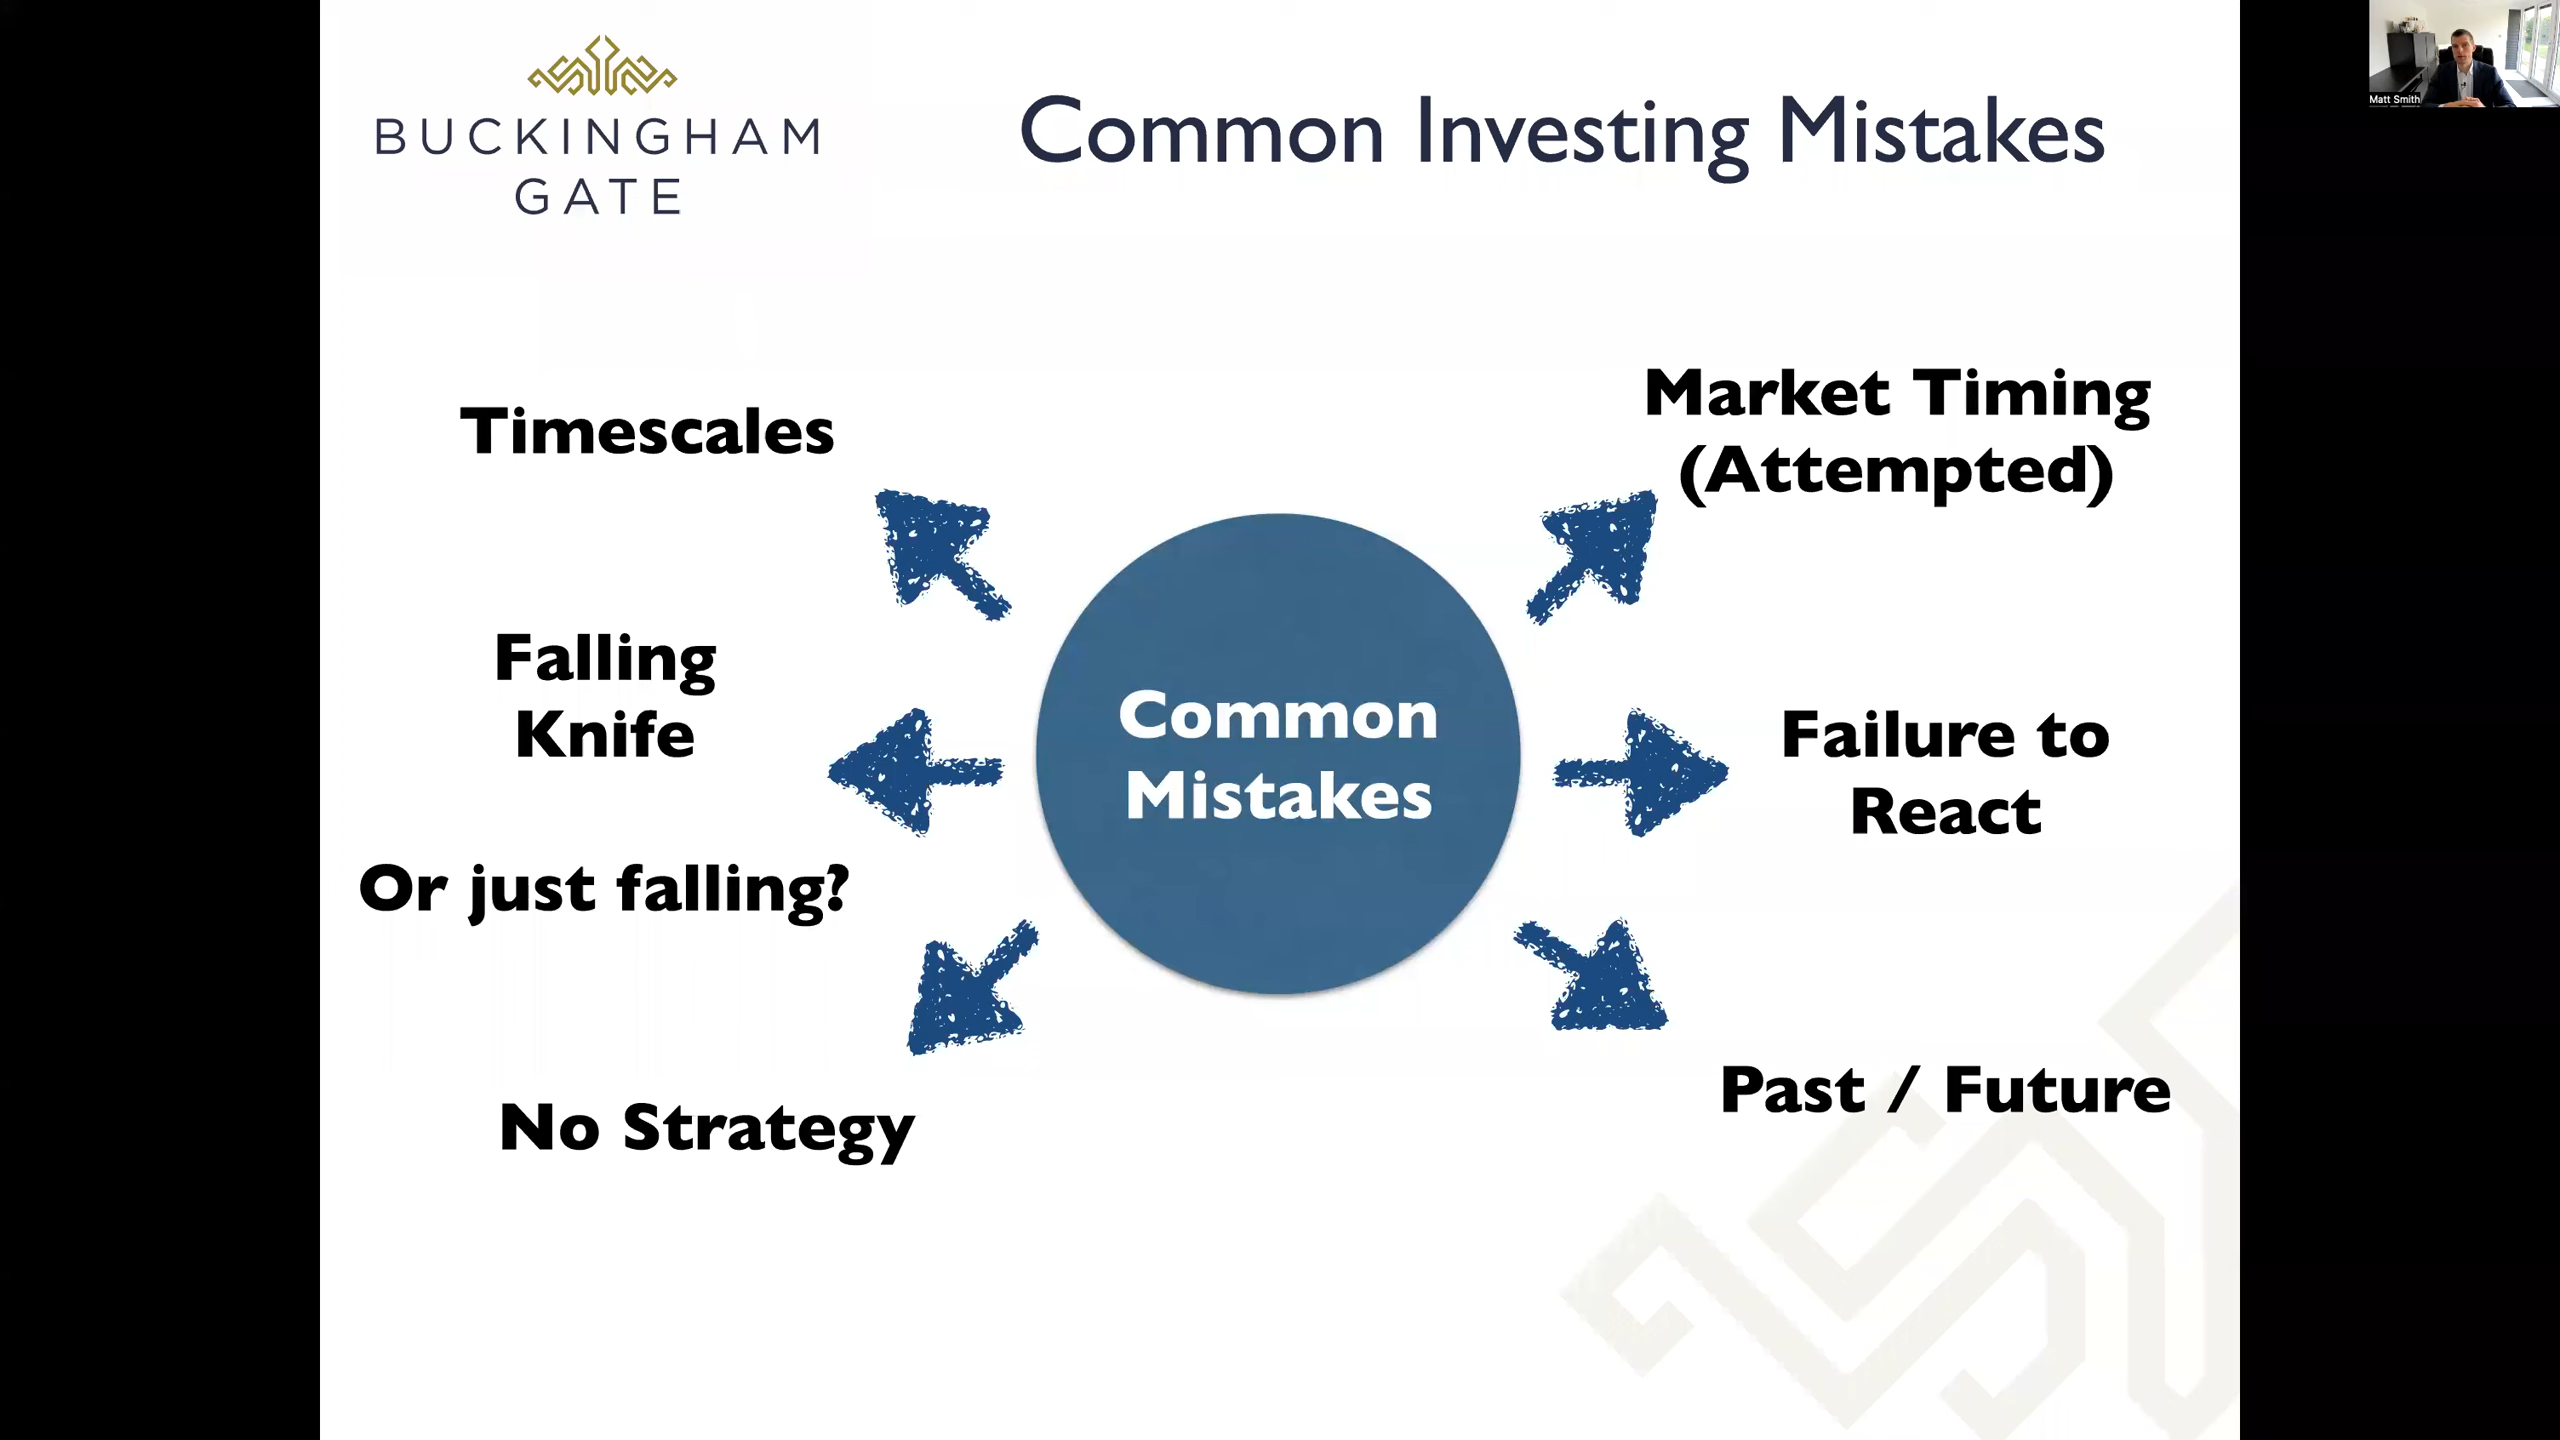 BUCKINGHAM
GATE
Common Investing Mistakes
Matt Smith
Timescales
Market Timing
(Attempted)
Falling
Knife
Or just falling?
Common
Mistakes
Failure to
React
No Strategy
Past / Future